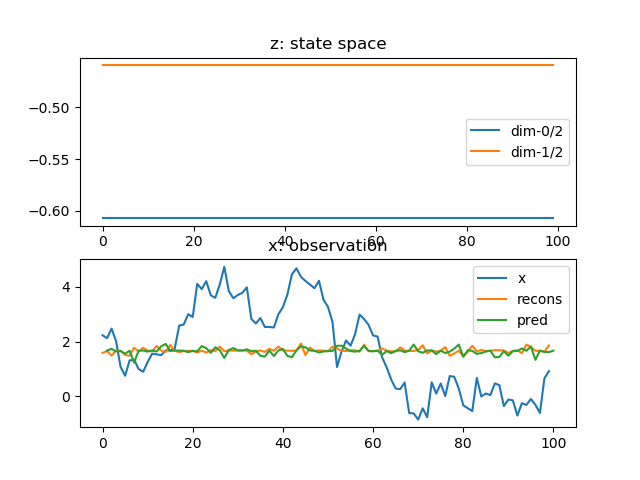 z: state space
−0.50
−0.55
−0.60
dim-0/2
dim-1/2
0 20 40 60 80 100
x: observation
4
2
0
x
recons
pred
0 20 40 60 80 100